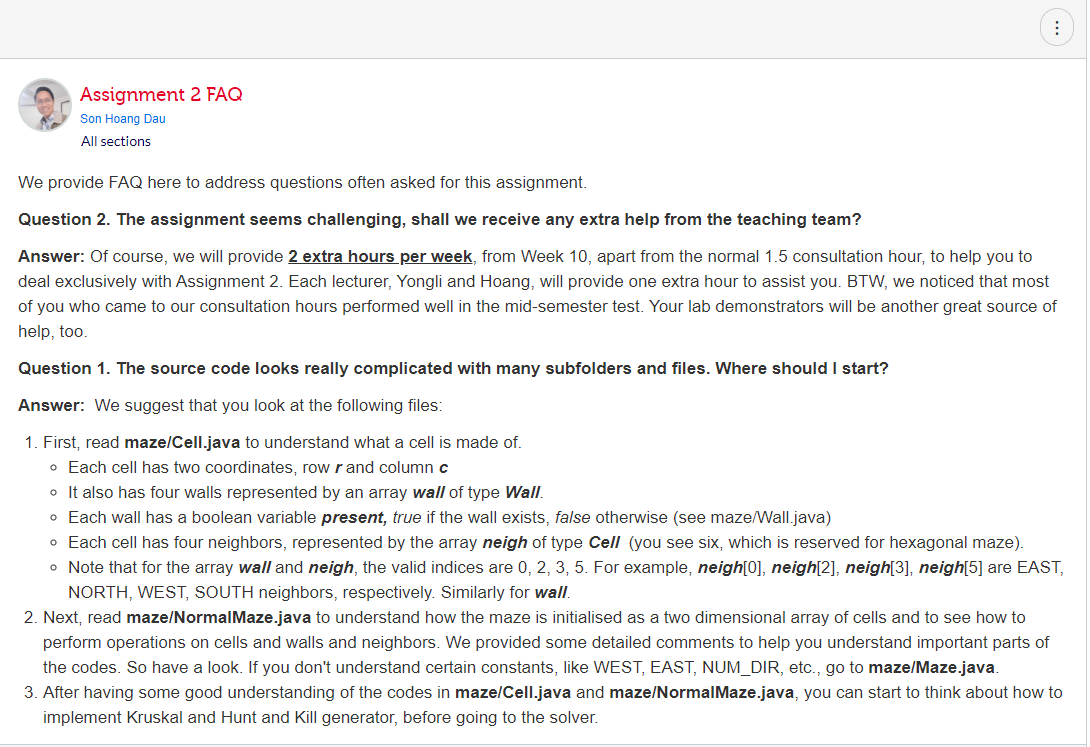 Assignment 2 FAQ
Son Hoang Dau
All sections
We provide FAQ here to address questions often asked for this assignment.
Question 2. The assignment seems challenging, shall we receive any extra help from the teaching team?
Answer: Of course, we will provide 2 extra hours per week, from Week 10, apart from the normal 1.5 consultation hour, to help you to
deal exclusively with Assignment 2. Each lecturer, Yongli and Hoang, will provide one extra hour to assist you. BTW, we noticed that most
of you who came to our consultation hours performed well in the mid-semester test. Your lab demonstrators will be another great source of
help, too.
Question 1. The source code looks really complicated with many subfolders and files. Where should I start?
Answer: We suggest that you look at the following files:
1. First, read maze/Cell.java to understand what a cell is made of.
◦ Each cell has two coordinates, row r and column c
◦ It also has four walls represented by an array wall of type Wall.
◦ Each wall has a boolean variable present, true if the wall exists, false otherwise (see maze/Wall.java)
◦ Each cell has four neighbors, represented by the array neigh of type Cell (you see six, which is reserved for hexagonal maze).
◦ Note that for the array wall and neigh, the valid indices are 0, 2, 3, 5. For example, neigh[0], neigh[2], neigh[3], neigh[5] are EAST,
NORTH, WEST, SOUTH neighbors, respectively. Similarly for wall.
2. Next, read maze/NormalMaze.java to understand how the maze is initialised as a two dimensional array of cells and to see how to
perform operations on cells and walls and neighbors. We provided some detailed comments to help you understand important parts of
the codes. So have a look. If you don't understand certain constants, like WEST, EAST, NUM_DIR, etc., go to maze/Maze.java.
3. After having some good understanding of the codes in maze/Cell.java and maze/NormalMaze.java, you can start to think about how to
implement Kruskal and Hunt and Kill generator, before going to the solver.